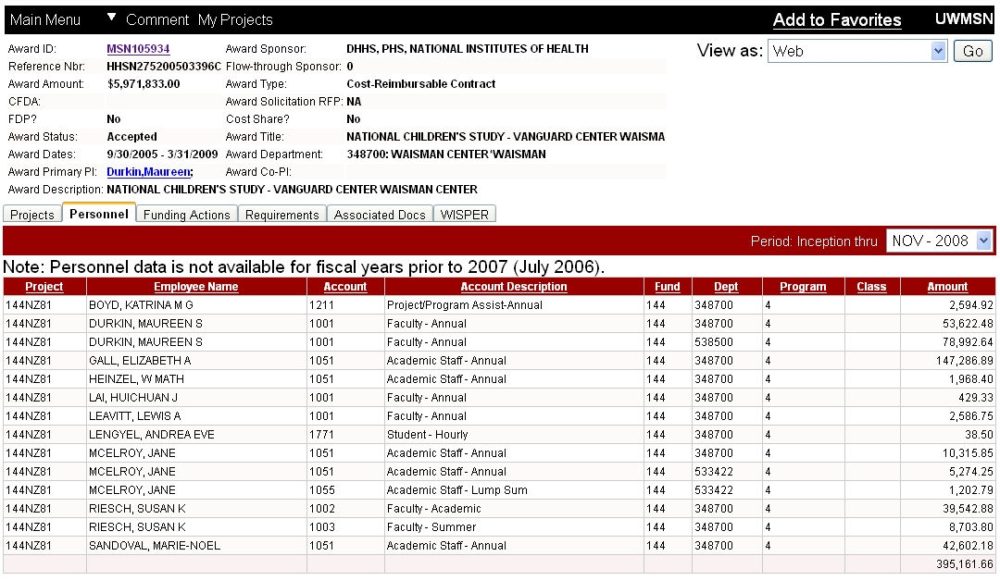 Main Menu Comment My Projects Add to Favorites UWMSN
Award ID: MSN105934 Award Sponsor: DHHS, PHS, NATIONAL INSTITUTES OF HEALTH View as: Web Go
Reference Nbr: HHSN275200503396C Flow-through Sponsor: 0
Award Amount: $5,971,833.00 Award Type: Cost-Reimbursable Contract
CFDA: Award Solicitation RFP: NA
FDP? No Cost Share? No
Award Status: Accepted Award Title: NATIONAL CHILDREN'S STUDY - VANGUARD CENTER WAISMA
Award Dates: 9/30/2005 - 3/31/2009 Award Department: 348700: WAISMAN CENTER*WAISMAN
Award Primary PI: Durkin,Maureen; Award Co-PI:
Award Description: NATIONAL CHILDREN'S STUDY - VANGUARD CENTER WAISMAN CENTER
Projects Personnel Funding Actions Requirements Associated Docs WISPER
Period: Inception thru NOV - 2008
Note: Personnel data is not available for fiscal years prior to 2007 (July 2006).
Project Employee Name Account Account Description Fund Dept Program Class Amount
144NZ81 BOYD, KATRINA M G 1211 Project/Program Assist-Annual 144 348700 4 2,594.92
144NZ81 DURKIN, MAUREEN S 1001 Faculty - Annual 144 348700 4 53,622.48
144NZ81 DURKIN, MAUREEN S 1001 Faculty - Annual 144 538500 4 78,992.64
144NZ81 GALL, ELIZABETH A 1051 Academic Staff - Annual 144 348700 4 147,286.89
144NZ81 HEINZEL, W MATH 1051 Academic Staff - Annual 144 348700 4 1,968.40
144NZ81 LAI, HUICHUAN J 1001 Faculty - Annual 144 348700 4 429.33
144NZ81 LEAVITT, LEWIS A 1001 Faculty - Annual 144 348700 4 2,586.75
144NZ81 LENGYEL, ANDREA EVE 1771 Student - Hourly 144 348700 4 38.50
144NZ81 MCELROY, JANE 1051 Academic Staff - Annual 144 348700 4 10,315.85
144NZ81 MCELROY, JANE 1051 Academic Staff - Annual 144 533422 4 5,274.25
144NZ81 MCELROY, JANE 1055 Academic Staff - Lump Sum 144 533422 4 1,202.79
144NZ81 RIESCH, SUSAN K 1002 Faculty - Academic 144 348700 4 39,542.88
144NZ81 RIESCH, SUSAN K 1003 Faculty - Summer 144 348700 4 8,703.80
144NZ81 SANDOVAL, MARIE-NOEL 1051 Academic Staff - Annual 144 348700 4 42,602.18
395,161.66